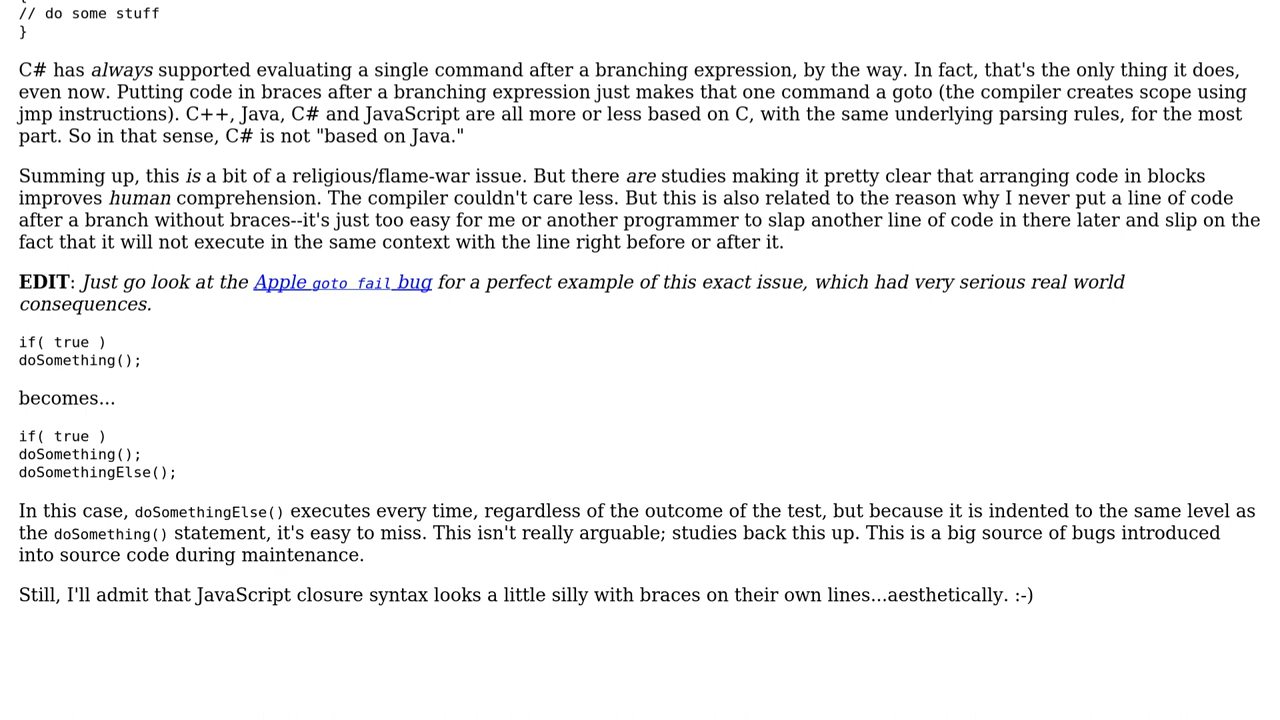 // do some stuff
}
C# has always supported evaluating a single command after a branching expression, by the way. In fact, that's the only thing it does,
even now. Putting code in braces after a branching expression just makes that one command a goto (the compiler creates scope using
jmp instructions). C++, Java, C# and JavaScript are all more or less based on C, with the same underlying parsing rules, for the most
part. So in that sense, C# is not "based on Java."
Summing up, this is a bit of a religious/flame-war issue. But there are studies making it pretty clear that arranging code in blocks
improves human comprehension. The compiler couldn't care less. But this is also related to the reason why I never put a line of code
after a branch without braces--it's just too easy for me or another programmer to slap another line of code in there later and slip on the
fact that it will not execute in the same context with the line right before or after it.
EDIT: Just go look at the Apple goto fail bug for a perfect example of this exact issue, which had very serious real world
consequences.
if( true )
doSomething();
becomes...
if( true )
doSomething();
doSomethingElse();
In this case, doSomethingElse() executes every time, regardless of the outcome of the test, but because it is indented to the same level as
the doSomething() statement, it's easy to miss. This isn't really arguable; studies back this up. This is a big source of bugs introduced
into source code during maintenance.
Still, I'll admit that JavaScript closure syntax looks a little silly with braces on their own lines...aesthetically. :-)